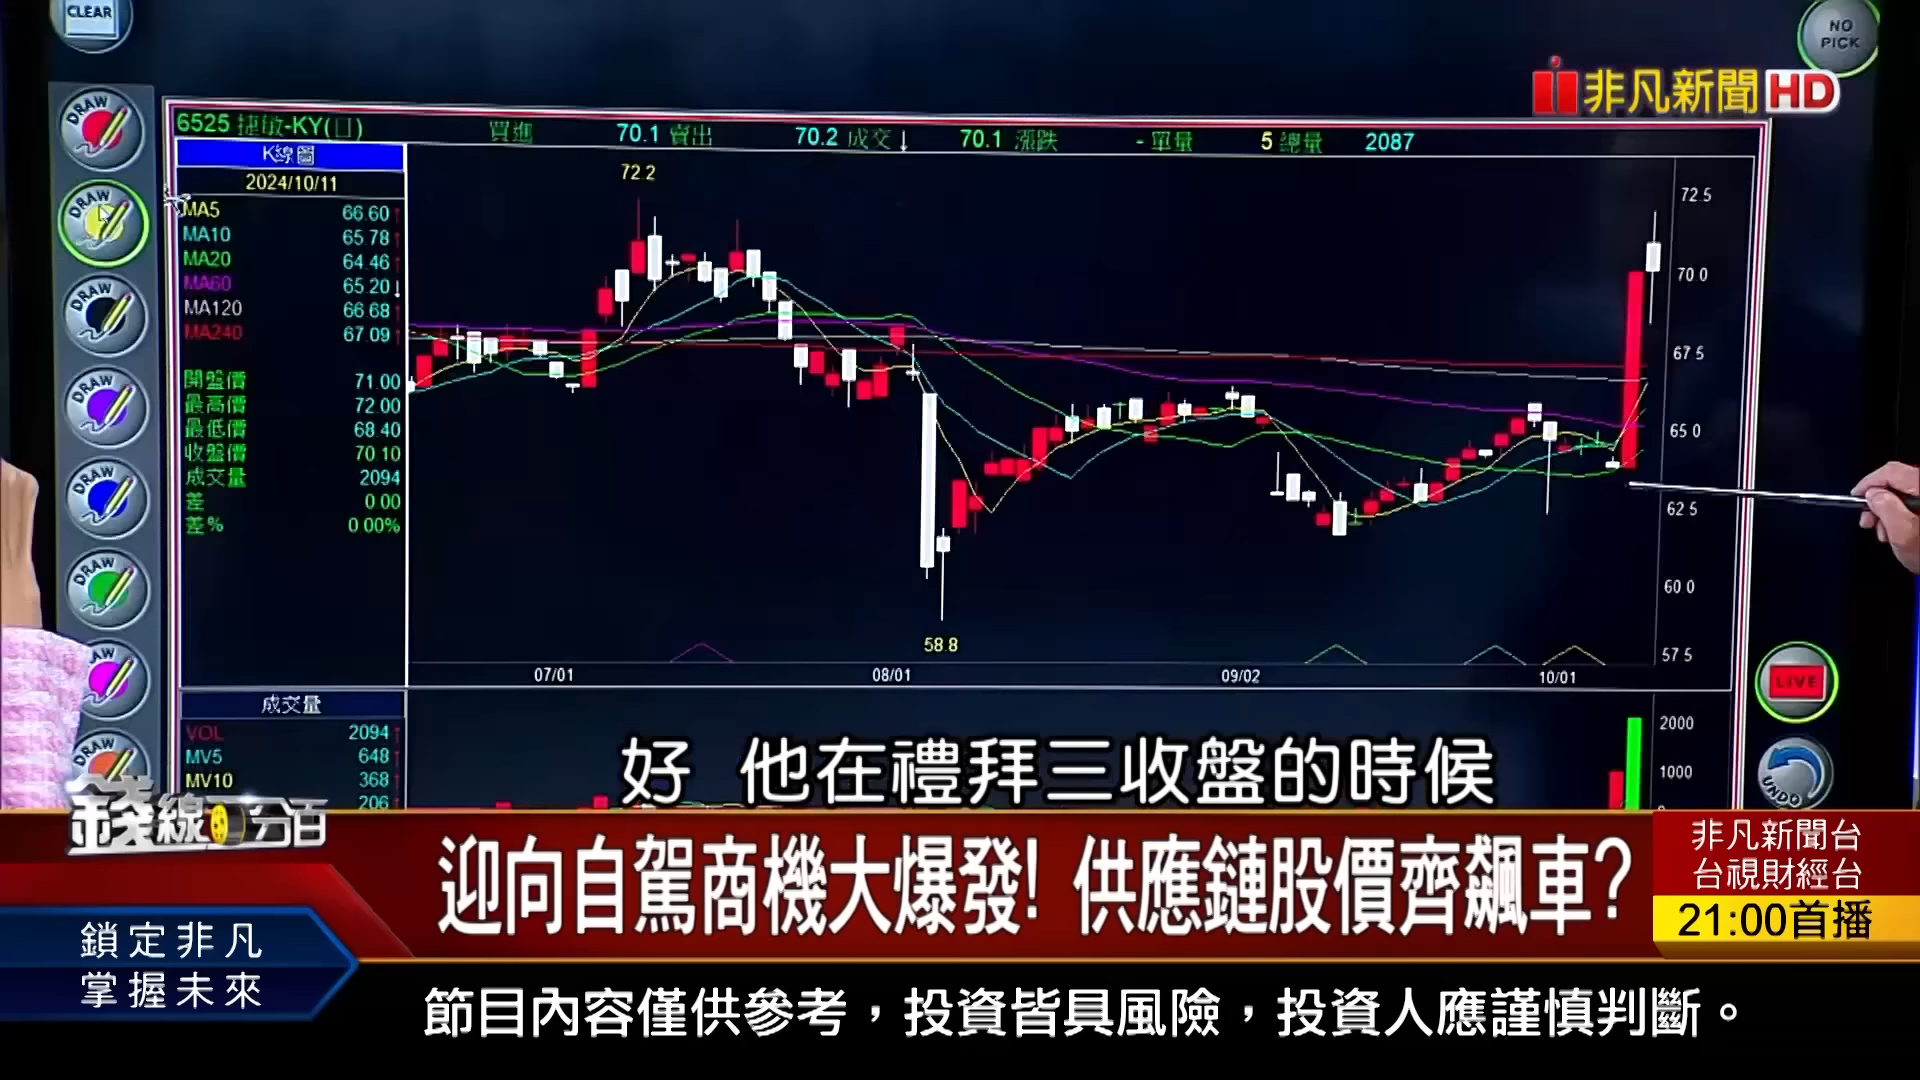 CLEAR
NO
PICK
非凡新聞HD
6525 捷敏-KY(日) 買進 70.1 賣出 70.2 成交↓ 70.1 漲跌 - 單量 5 總量 2087
K線圖
2024/10/11
MA5 66.60↑
MA10 65.78↑
MA20 64.46↑
MA60 65.20↓
MA120 66.68↑
MA240 67.09↑
開盤價 71.00
最高價 72.00
最低價 68.40
收盤價 70.10
成交量 2094
差 0.00
差% 0.00%
72.2
58.8
72.5
70.0
67.5
65.0
62.5
60.0
57.5
07/01 08/01 09/02 10/01
DRAW
DRAW
DRAW
DRAW
DRAW
DRAW
AW
DRAW
LIVE
UNDO
成交量
VOL 2094↑
MV5 648↑
MV10 368↑
206
2000
1000
好 他在禮拜三收盤的時候
錢線百分百
迎向自駕商機大爆發! 供應鏈股價齊飆車?
非凡新聞台
台視財經台
21:00首播
鎖定非凡
掌握未來
節目內容僅供參考，投資皆具風險，投資人應謹慎判斷。